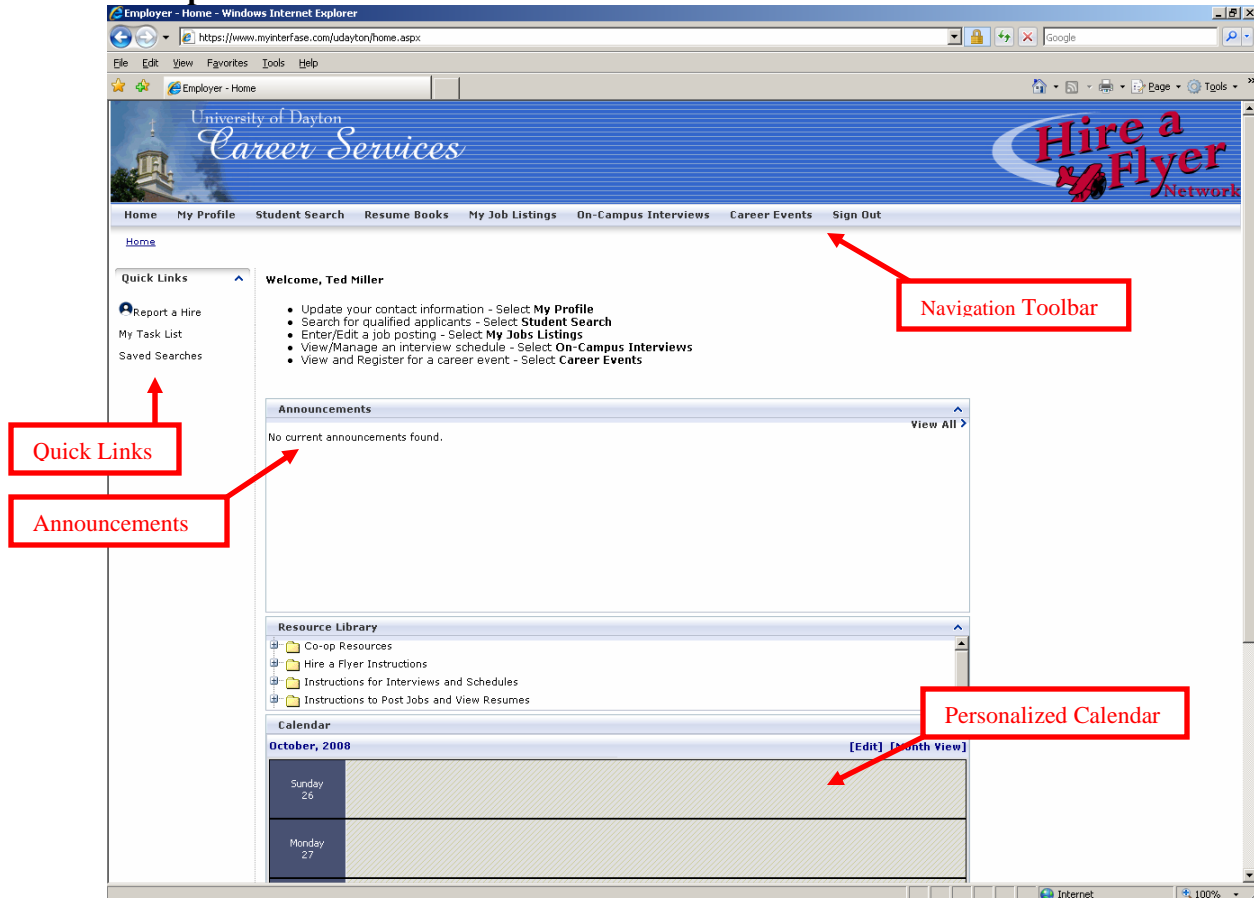 Employer - Home - Windows Internet Explorer
https://www.myinterfase.com/udayton/home.aspx
Google
File Edit View Favorites Tools Help
Employer - Home
Page Tools
University of Dayton
Career Services
Hire a
Flyer
Network
Home My Profile Student Search Resume Books My Job Listings On-Campus Interviews Career Events Sign Out
Home
Quick Links
Report a Hire
My Task List
Saved Searches
Welcome, Ted Miller
• Update your contact information - Select My Profile
• Search for qualified applicants - Select Student Search
• Enter/Edit a job posting - Select My Jobs Listings
• View/Manage an interview schedule - Select On-Campus Interviews
• View and Register for a career event - Select Career Events
Navigation Toolbar
Quick Links
Announcements
Announcements
View All
No current announcements found.
Resource Library
Co-op Resources
Hire a Flyer Instructions
Instructions for Interviews and Schedules
Instructions to Post Jobs and View Resumes
Personalized Calendar
Calendar
October, 2008
[Edit] [Month View]
Sunday
26
Monday
27
Internet
100%